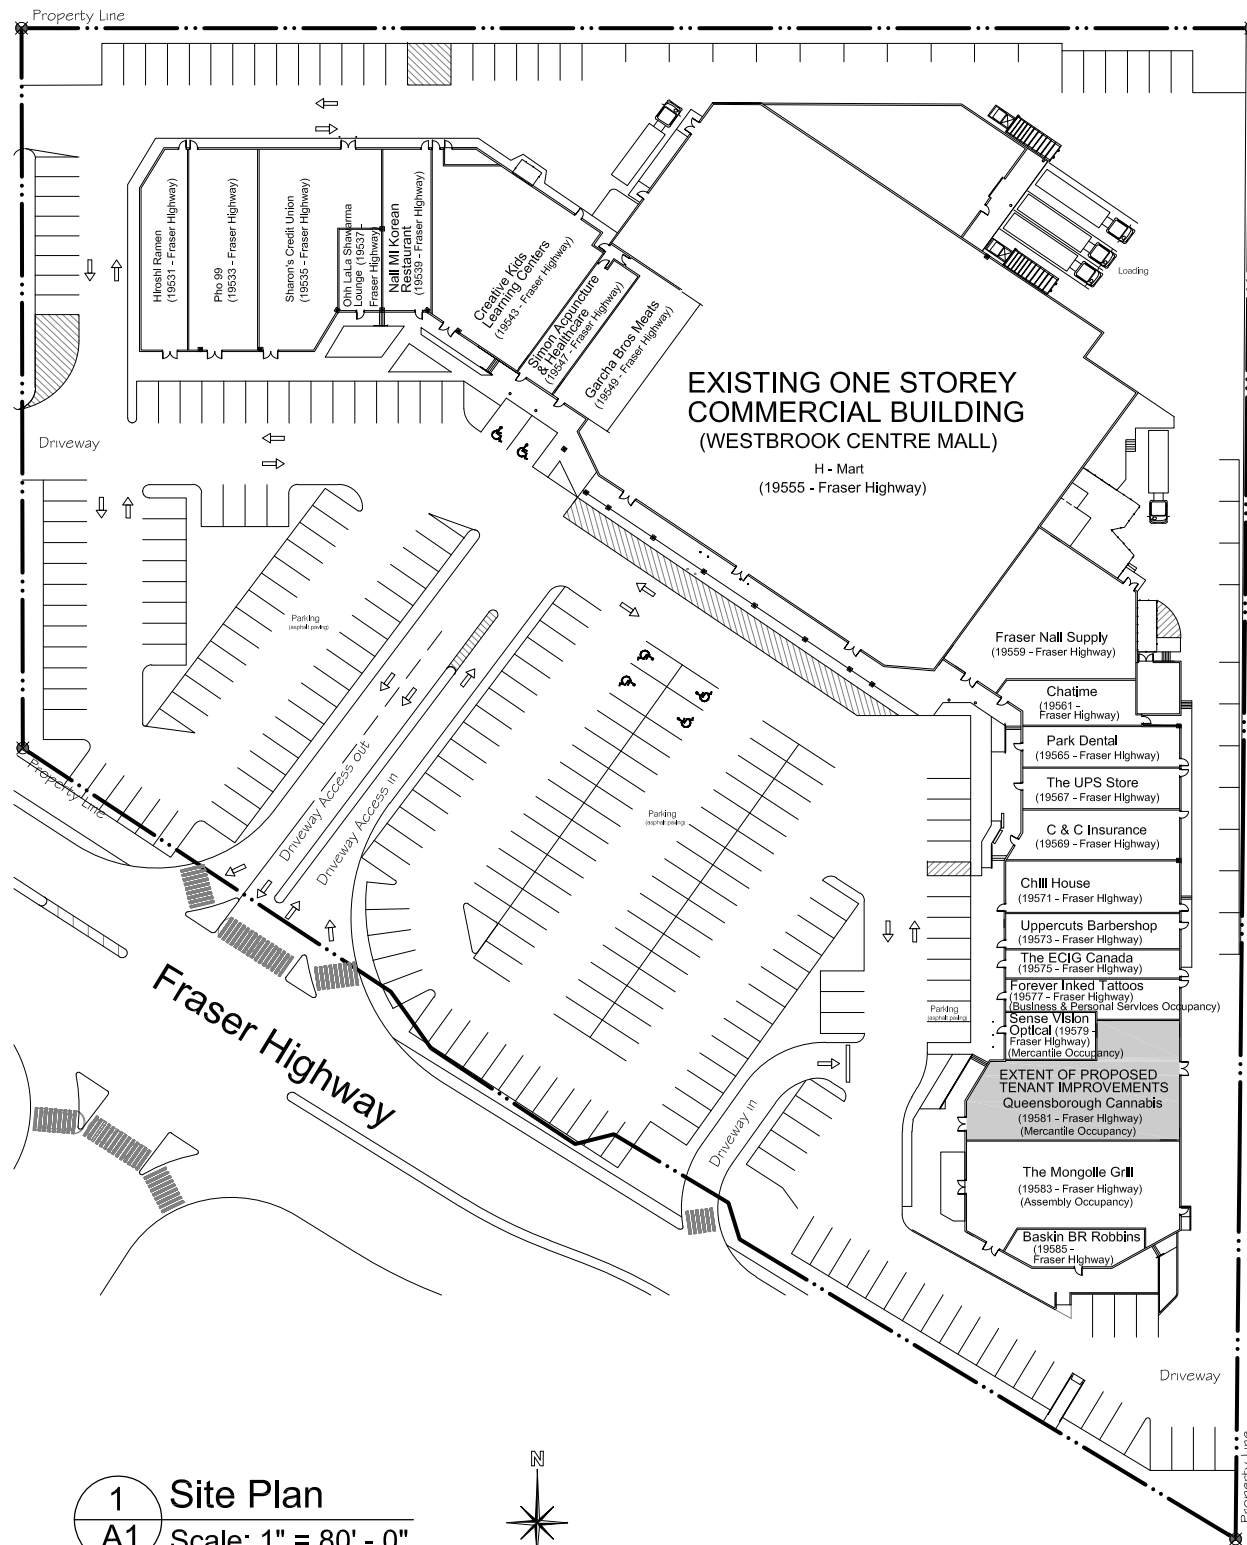 Property Line
Hiroshi Ramen
(19531 - Fraser Highway)
Pho 99
(19533 - Fraser Highway)
Sharon's Credit Union
(19535 - Fraser Highway)
Ohh LaLa Shawarma
Lounge (19537 -
Fraser Highway)
Nail MI Korean
Restaurant
(19539 - Fraser Highway)
Creative Kids
Learning Centers
(19543 - Fraser Highway)
Simon Acpuncture
& Healthcare
(19547 - Fraser Highway)
Garcha Bros Meats
(19549 - Fraser Highway)
Loading
EXISTING ONE STOREY
COMMERCIAL BUILDING
(WESTBROOK CENTRE MALL)
H - Mart
(19555 - Fraser Highway)
Driveway
Parking
(asphalt paving)
Fraser Nail Supply
(19559 - Fraser Highway)
Chatime
(19561 -
Fraser Highway)
Park Dental
(19565 - Fraser Highway)
The UPS Store
(19567 - Fraser Highway)
C & C Insurance
(19569 - Fraser Highway)
Chill House
(19571 - Fraser Highway)
Uppercuts Barbershop
(19573 - Fraser Highway)
The ECIG Canada
(19575 - Fraser Highway)
Forever Inked Tattoos
(19577 - Fraser Highway)
(Business & Personal Services Occupancy)
Sense Vision
Optical (19579 -
Fraser Highway)
(Mercantile Occupancy)
EXTENT OF PROPOSED
TENANT IMPROVEMENTS
Queensborough Cannabis
(19581 - Fraser Highway)
(Mercantile Occupancy)
The Mongolie Grill
(19583 - Fraser Highway)
(Assembly Occupancy)
Baskin BR Robbins
(19585 -
Fraser Highway)
Property Line
Driveway Access out
Driveway Access in
Parking
(asphalt paving)
Parking
(asphalt paving)
Fraser Highway
Driveway in
Driveway
Property Line
N
1
A1
Site Plan
Scale: 1" = 80' - 0"